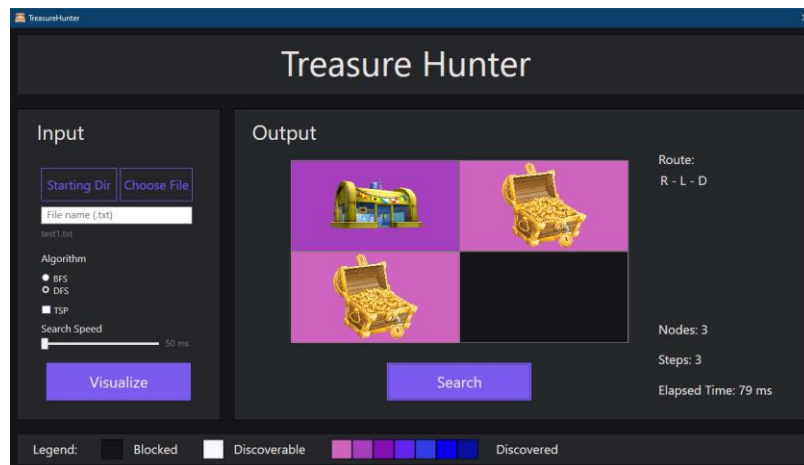 TreasureHunter
Treasure Hunter
Input
Starting Dir
Choose File
File name (.txt)
test1.txt
Algorithm
BFS
DFS
TSP
Search Speed
50 ms
Visualize
Output
Search
Route:
R - L - D
Nodes: 3
Steps: 3
Elapsed Time: 79 ms
Legend:
Blocked
Discoverable
Discovered